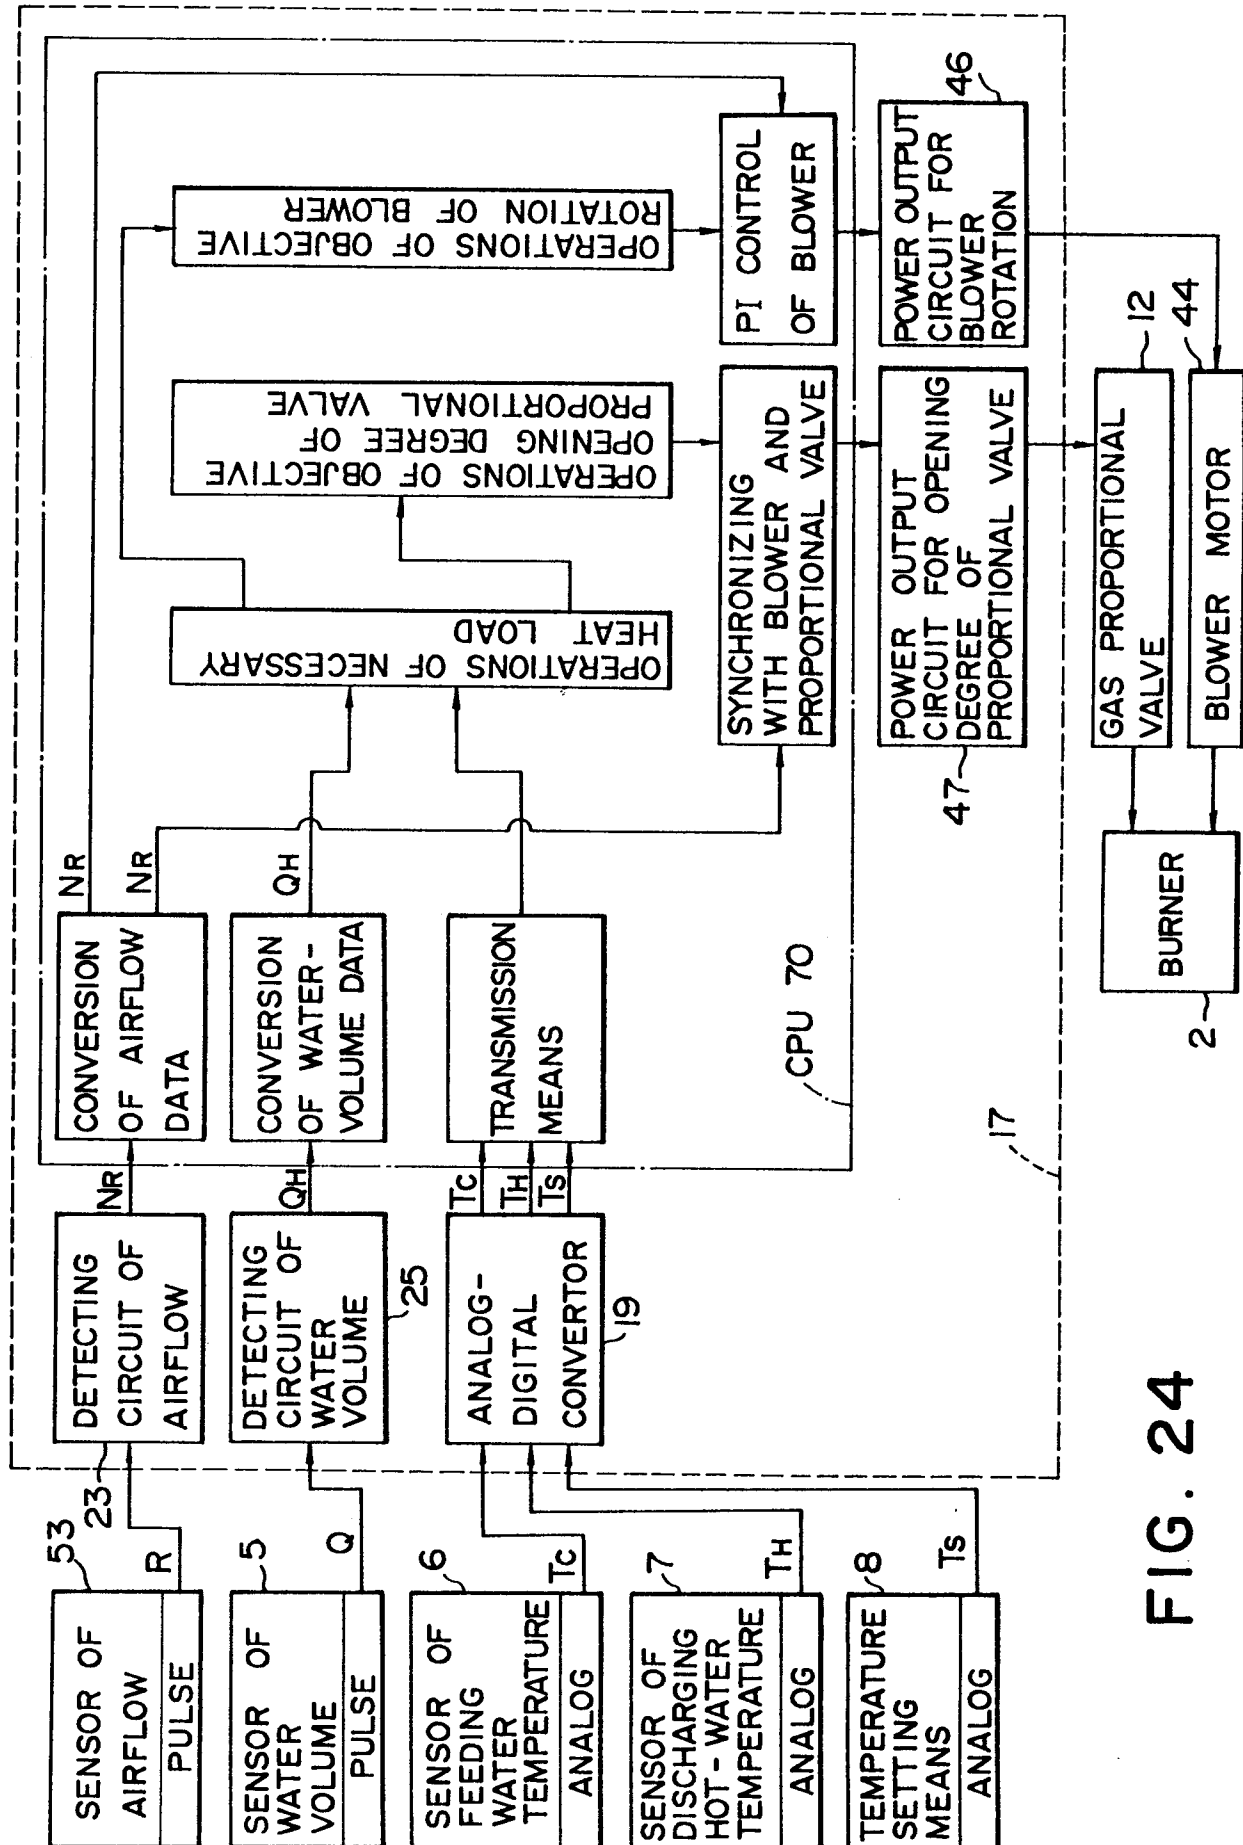 53
SENSOR OF
AIRFLOW
PULSE
R
5
SENSOR OF
WATER
VOLUME
PULSE
Q
6
SENSOR OF
FEEDING
WATER
TEMPERATURE
ANALOG
Tc
7
SENSOR OF
DISCHARGING
HOT-WATER
TEMPERATURE
ANALOG
TH
8
TEMPERATURE
SETTING
MEANS
ANALOG
Ts
23
DETECTING
CIRCUIT OF
AIRFLOW
NR
DETECTING
CIRCUIT OF
WATER
VOLUME
25
QH
ANALOG-
DIGITAL
CONVERTOR
19
Tc
TH
Ts
CONVERSION
OF AIRFLOW
DATA
NR
NR
CONVERSION
OF WATER-
VOLUME DATA
QH
TRANSMISSION
MEANS
CPU 70
17
OPERATIONS OF NECESSARY
HEAT LOAD
OPERATIONS OF OBJECTIVE
OPENING DEGREE OF
PROPORTIONAL VALVE
OPERATIONS OF OBJECTIVE
ROTATION OF BLOWER
SYNCHRONIZING
WITH BLOWER AND
PROPORTIONAL VALVE
PI CONTROL
OF BLOWER
POWER OUTPUT
CIRCUIT FOR OPENING
DEGREE OF
PROPORTIONAL VALVE
47
POWER OUTPUT
CIRCUIT FOR
BLOWER
ROTATION
46
GAS PROPORTIONAL
VALVE
12
BLOWER MOTOR
44
BURNER
2
FIG. 24